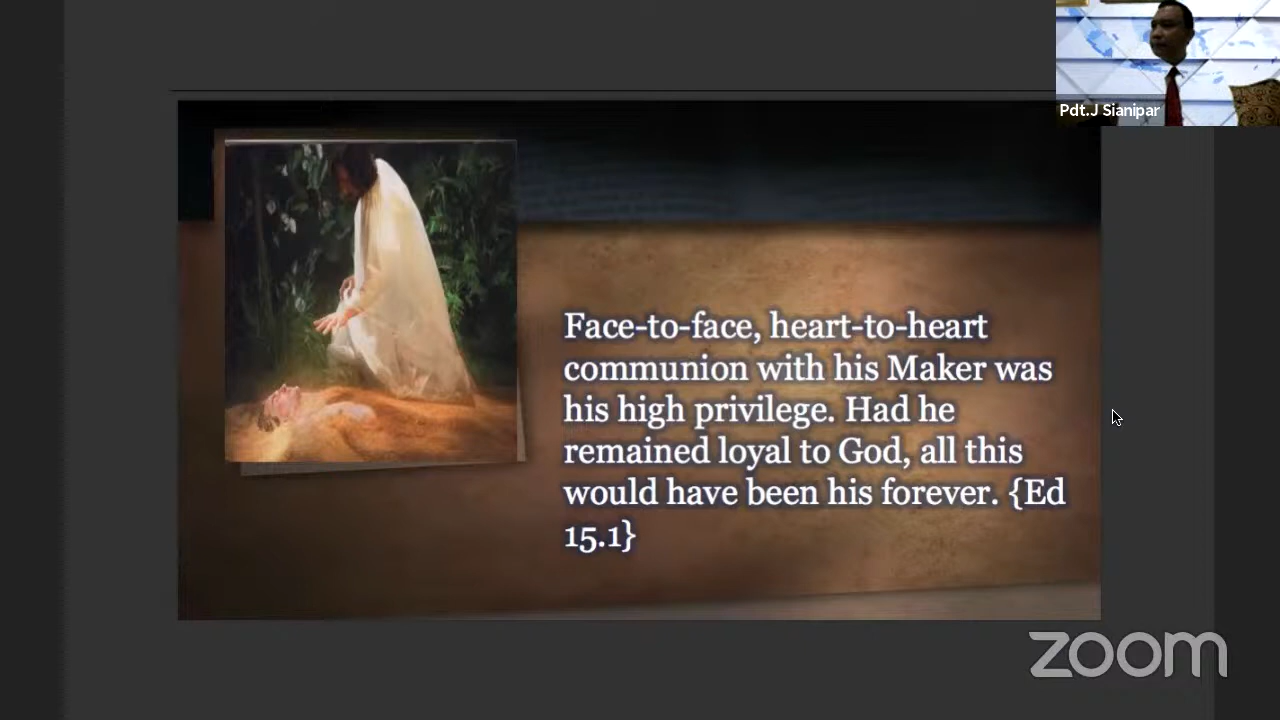 Pdt.J Sianipar
Face-to-face, heart-to-heart
communion with his Maker was
his high privilege. Had he
remained loyal to God, all this
would have been his forever. {Ed
15.1}
zoom